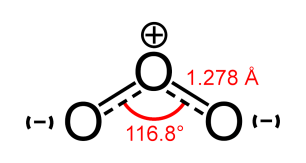 ⊕
O
1.278 Å
(-) O O (-)
116.8°